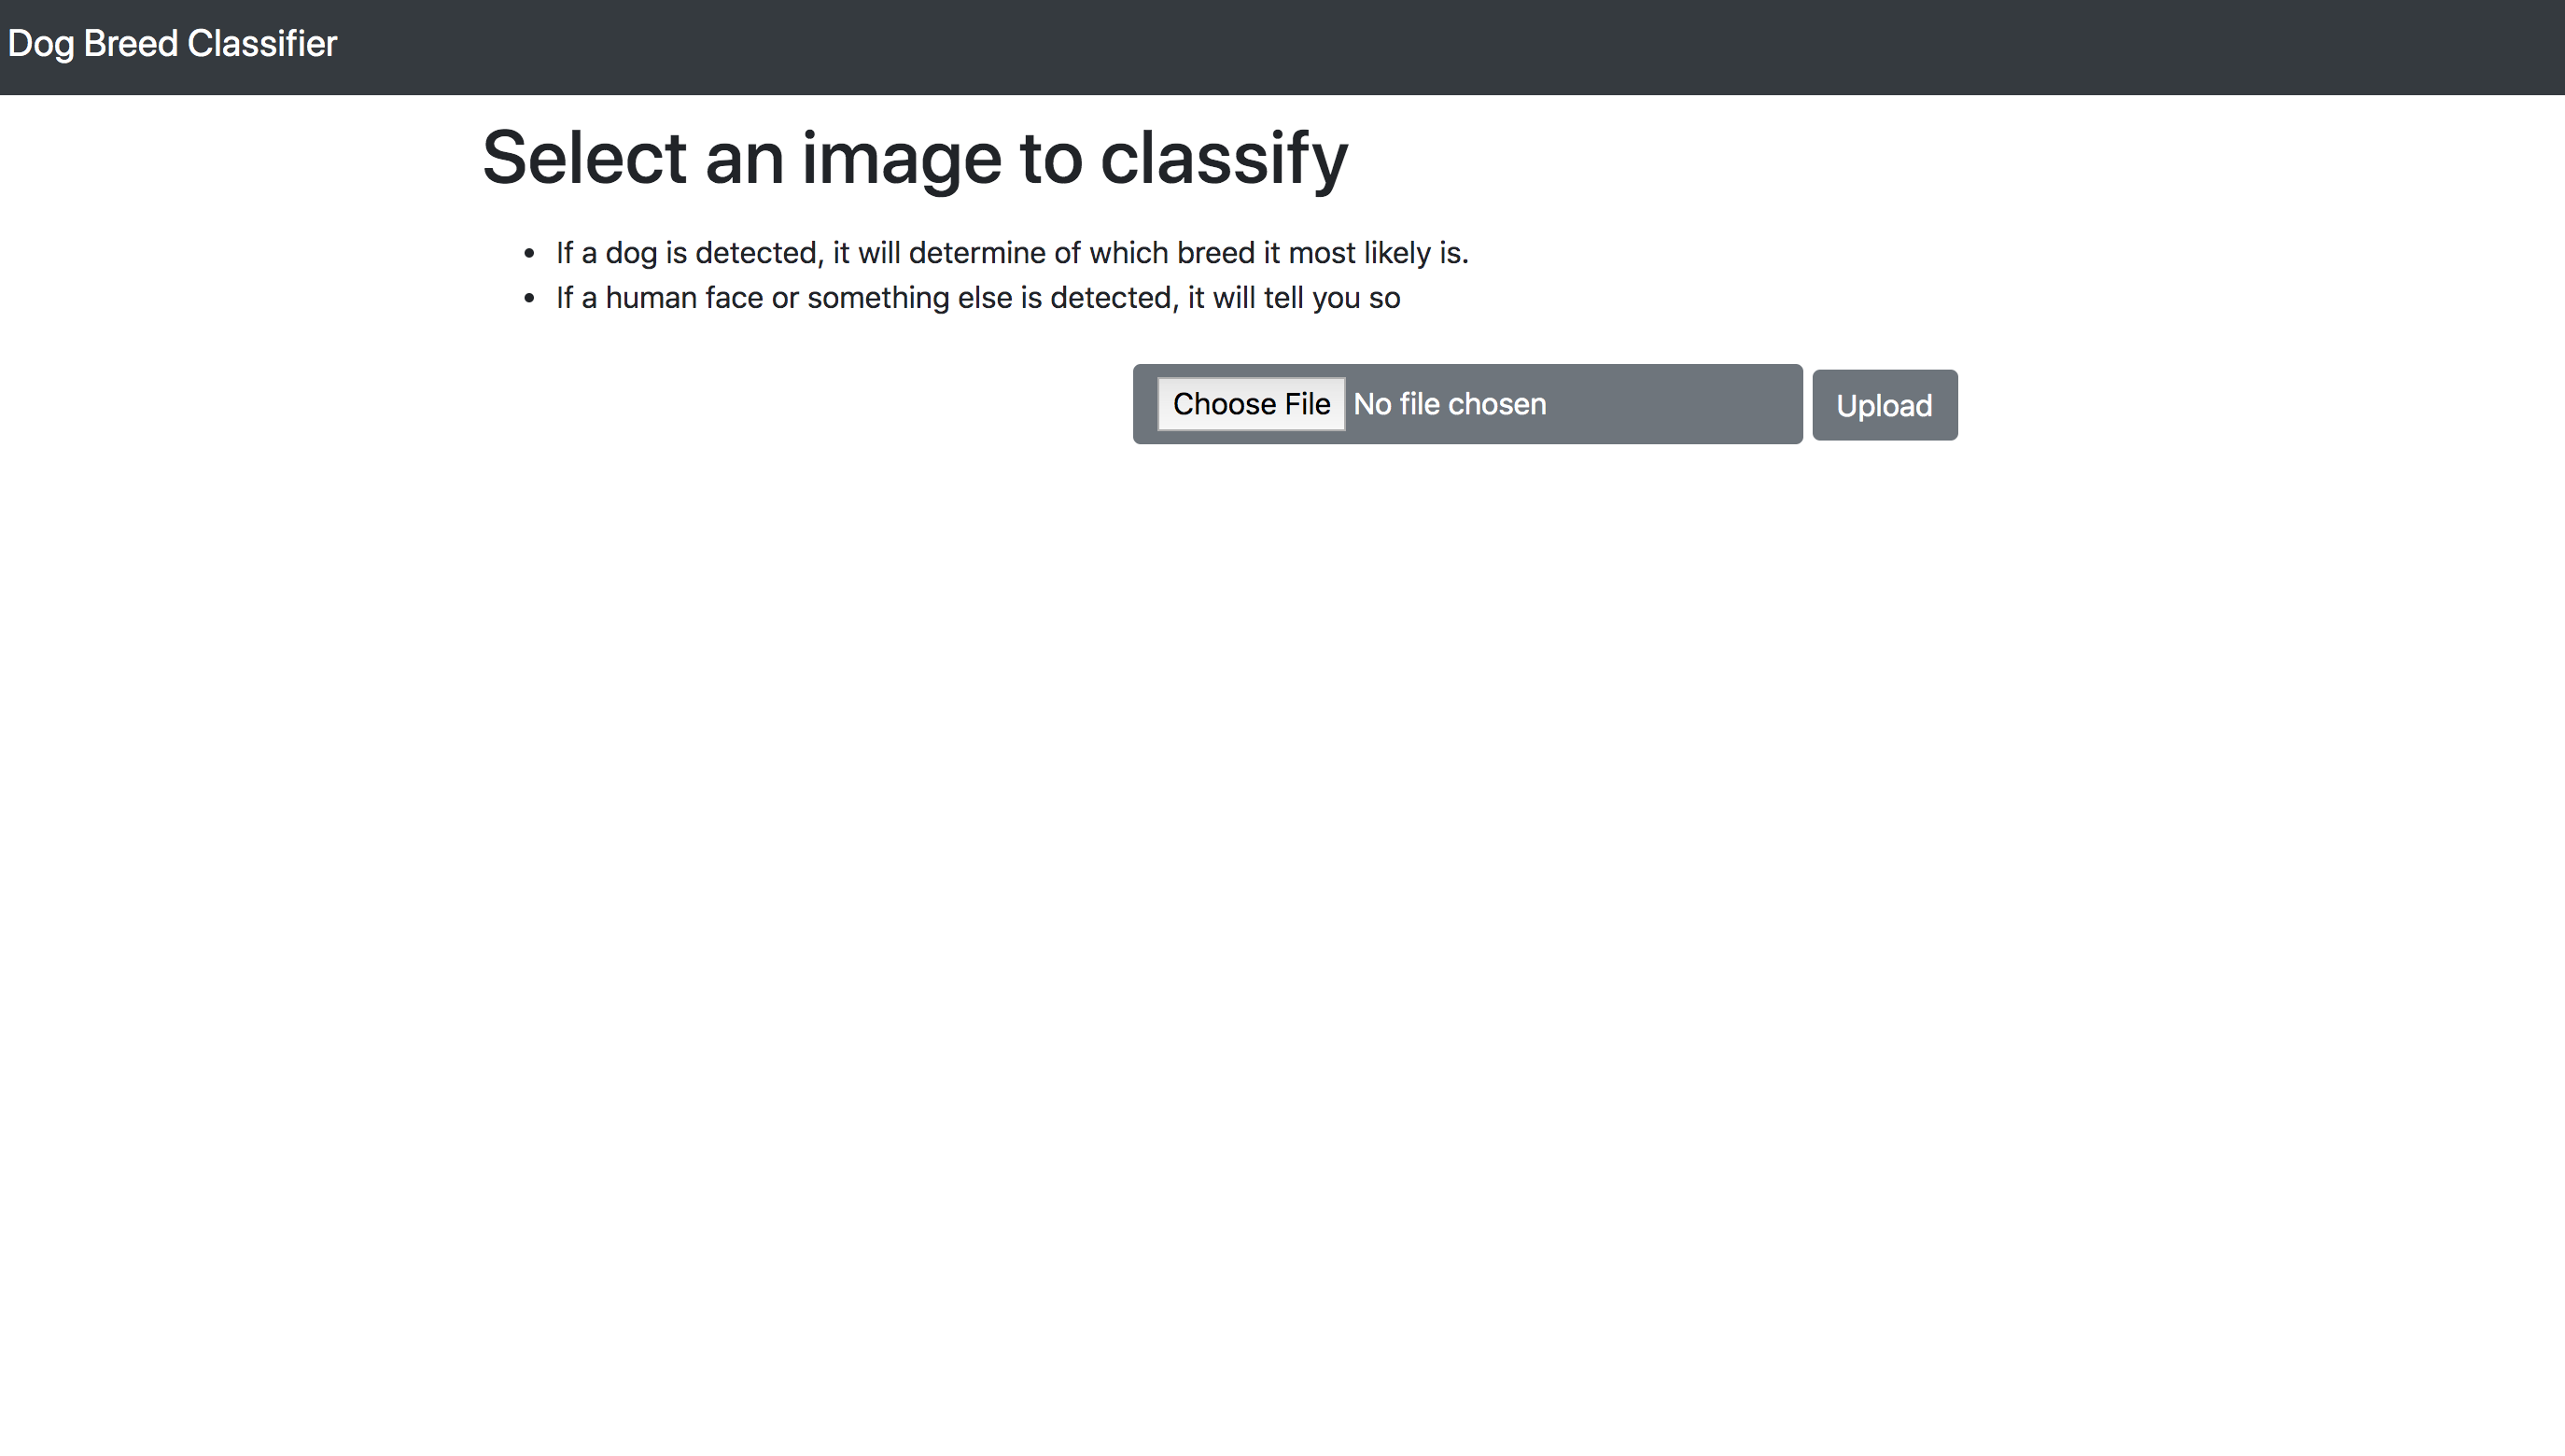 Dog Breed Classifier
Select an image to classify
If a dog is detected, it will determine of which breed it most likely is.
If a human face or something else is detected, it will tell you so
Choose File No file chosen Upload